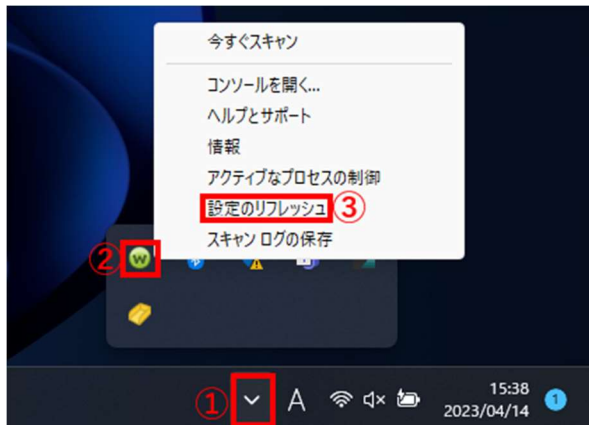 今すぐスキャン
コンソールを開く...
ヘルプとサポート
情報
アクティブなプロセスの制御
設定のリフレッシュ ③
スキャン ログの保存
② W
① A
15:38
2023/04/14
1